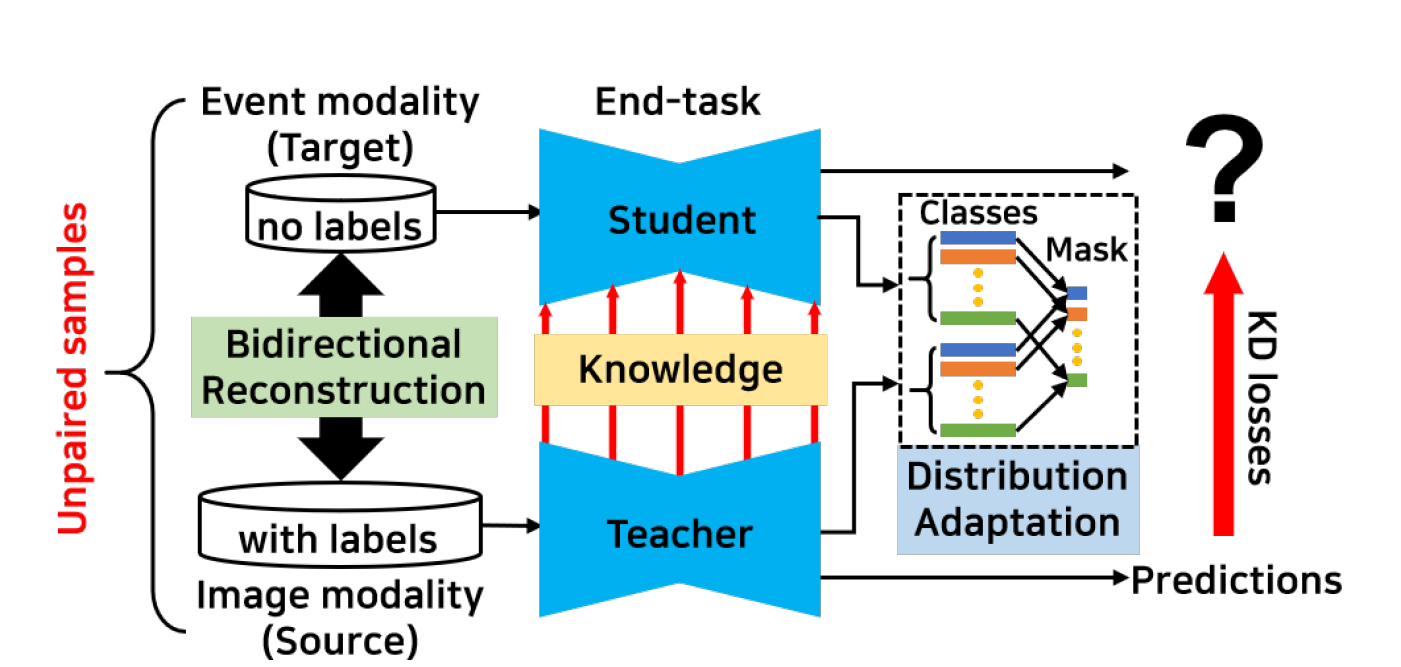 Unpaired samples
Event modality
(Target)
no labels
Bidirectional
Reconstruction
with labels
Image modality
(Source)
End-task
Student
Knowledge
Teacher
Classes
Mask
Distribution
Adaptation
?
KD losses
Predictions